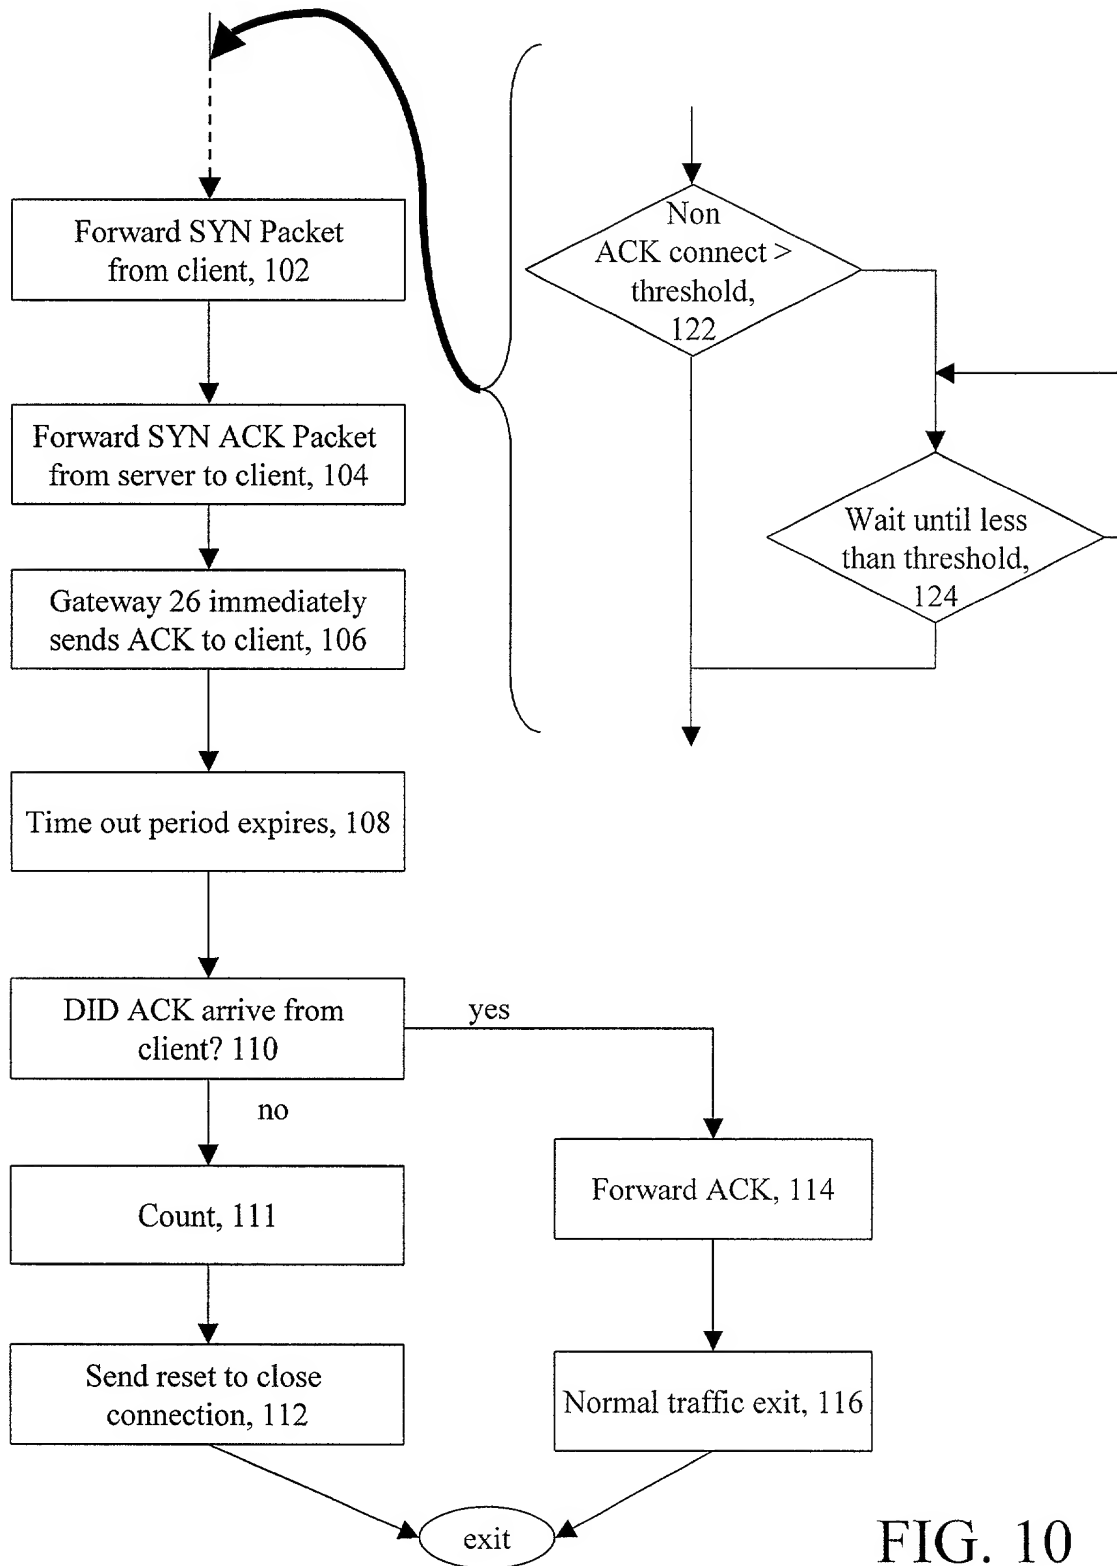 Forward SYN Packet
from client, 102
Forward SYN ACK Packet
from server to client, 104
Gateway 26 immediately
sends ACK to client, 106
Time out period expires, 108
DID ACK arrive from
client? 110
yes
no
Count, 111
Send reset to close
connection, 112
Forward ACK, 114
Normal traffic exit, 116
exit
Non
ACK connect >
threshold,
122
Wait until less
than threshold,
124
FIG. 10